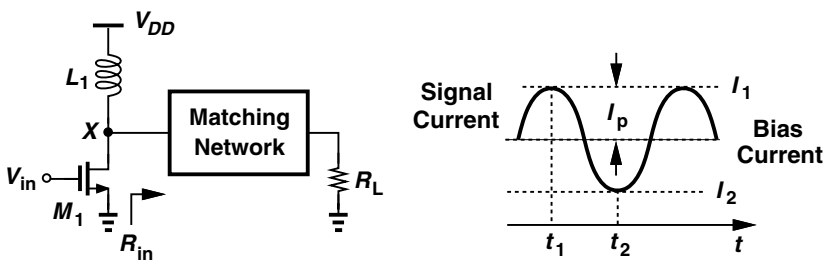 V_DD
L_1
X
Matching
Network
V_in
M_1
R_in
R_L
Signal
Current
I_p
I_1
Bias
Current
I_2
t_1
t_2
t